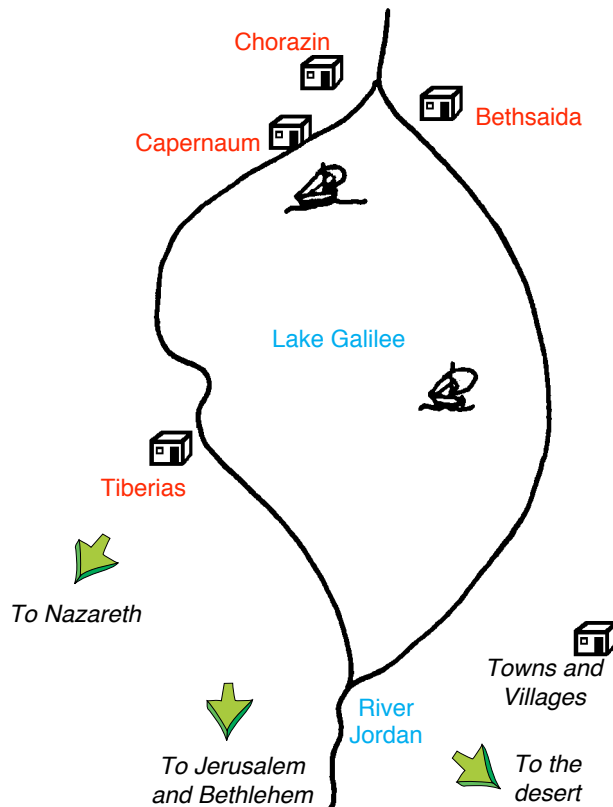 Chorazin
Bethsaida
Capernaum
Lake Galilee
Tiberias
To Nazareth
Towns and
Villages
River
Jordan
To Jerusalem
and Bethlehem
To the
desert